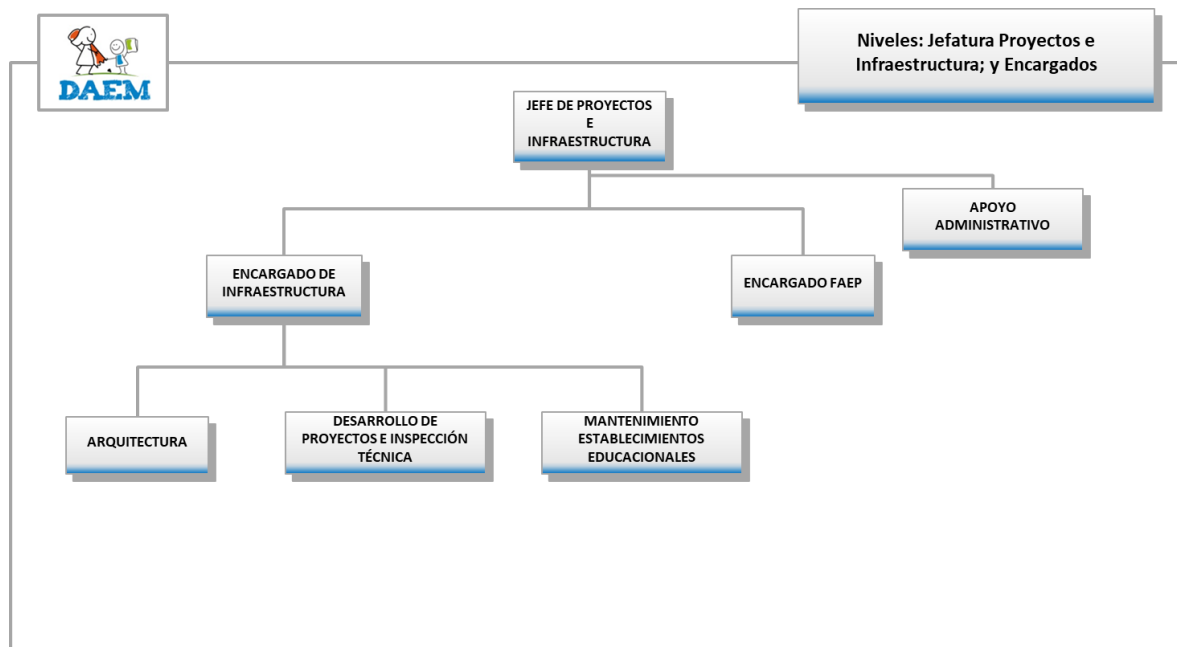 DAEM
Niveles: Jefatura Proyectos e
Infraestructura; y Encargados
JEFE DE PROYECTOS
E
INFRAESTRUCTURA
APOYO
ADMINISTRATIVO
ENCARGADO DE
INFRAESTRUCTURA
ENCARGADO FAEP
ARQUITECTURA
DESARROLLO DE
PROYECTOS E INSPECCIÓN
TÉCNICA
MANTENIMIENTO
ESTABLECIMIENTOS
EDUCACIONALES